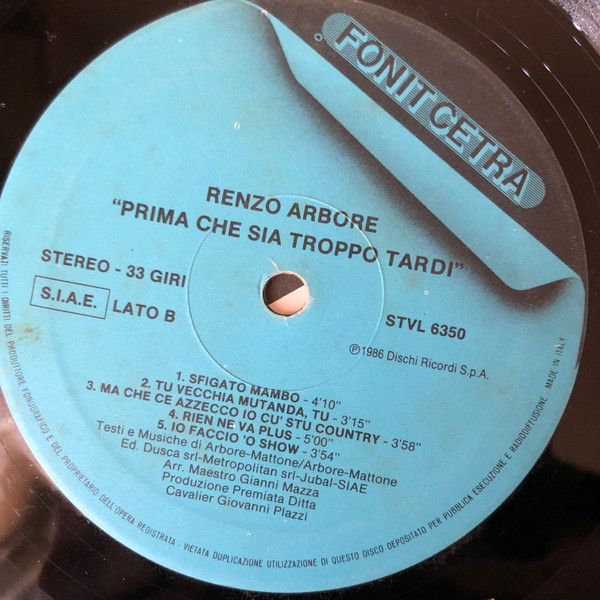 FONIT CETRA
RENZO ARBORE
"PRIMA CHE SIA TROPPO TARDI"
STEREO - 33 GIRI
S.I.A.E. LATO B
STVL 6350
℗1986 Dischi Ricordi S.p.A.
1. SFIGATO MAMBO - 4'10"
2. TU VECCHIA MUTANDA, TU - 3'15"
3. MA CHE CE AZZECCO IO CU' STU COUNTRY - 3'58"
4. RIEN NE VA PLUS - 5'00"
5. IO FACCIO 'O SHOW - 3'54"
Testi e Musiche di Arbore-Mattone/Arbore-Mattone
Ed. Dusca srl-Metropolitan srl-Jubal-SIAE
Arr. Maestro Gianni Mazza
Produzione Premiata Ditta
Cavalier Giovanni Plazzi
RISERVATI TUTTI I DIRITTI DEL PRODUTTORE FONOGRAFICO E DEL PROPRIETARIO DELL'OPERA REGISTRATA - VIETATA DUPLICAZIONE UTILIZZAZIONE DI QUESTO DISCO DEPOSITATO PER PUBBLICA ESECUZIONE E RADIODIFFUSIONE MADE IN ITALY